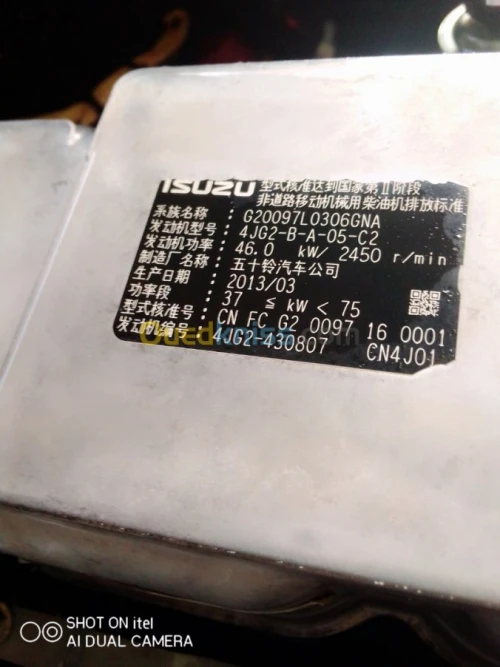 ISUZU 型式核准达到国家第Ⅱ阶段
非道路移动机械用柴油机排放标准
系族名称 : G20097L0306GNA
发动机型号 : 4JG2-B-A-05-C2
发动机功率 : 46.0 kW/ 2450 r/min
制造厂名称 : 五十铃汽车公司
生产日期 : 2013/03
功率段 : 37 ≤ kW < 75
型式核准号 : CN FC G2 0097 16 0001
发动机编号 : 4JG2-430807 CN4J01
Ouedkniss.com
SHOT ON itel
AI DUAL CAMERA